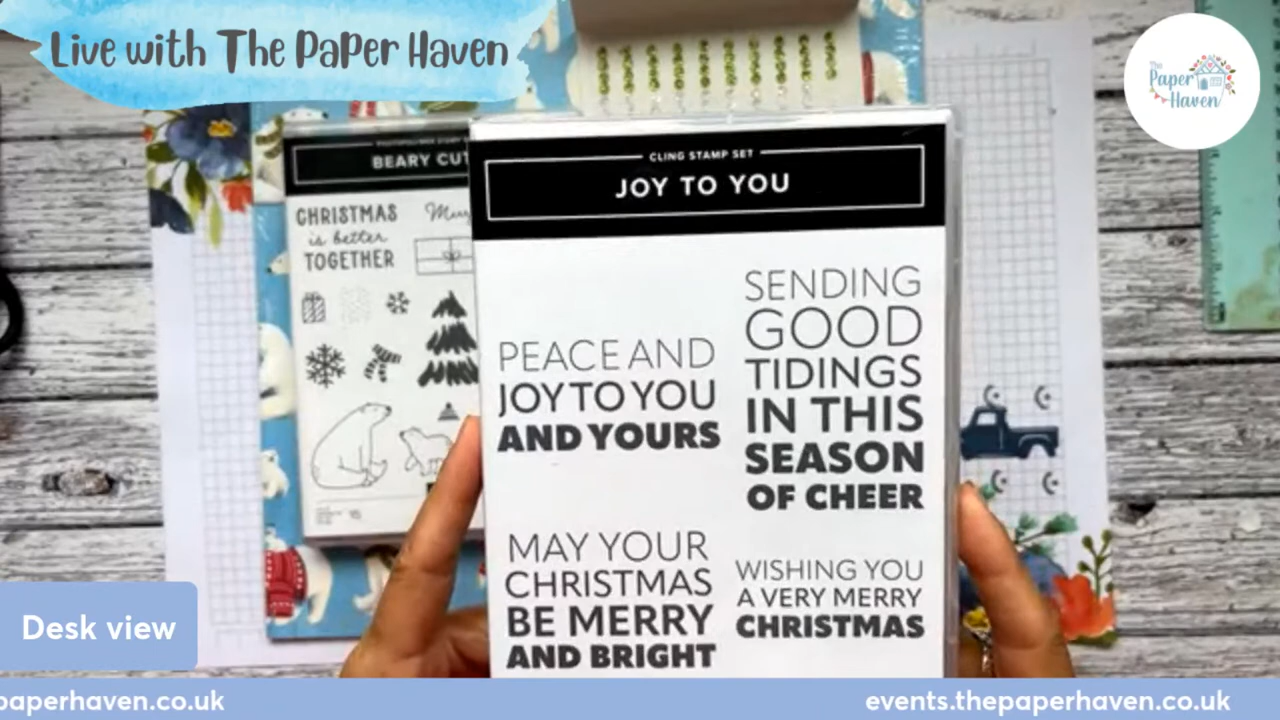 Live with The Paper Haven
The
Paper
Haven
CLING STAMP SET
JOY TO YOU
BEARY CUT
CHRISTMAS
is better
TOGETHER
PEACE AND
JOY TO YOU
AND YOURS
SENDING
GOOD
TIDINGS
IN THIS
SEASON
OF CHEER
MAY YOUR
CHRISTMAS
BE MERRY
AND BRIGHT
WISHING YOU
A VERY MERRY
CHRISTMAS
Desk view
paperhaven.co.uk
events.thepaperhaven.co.uk